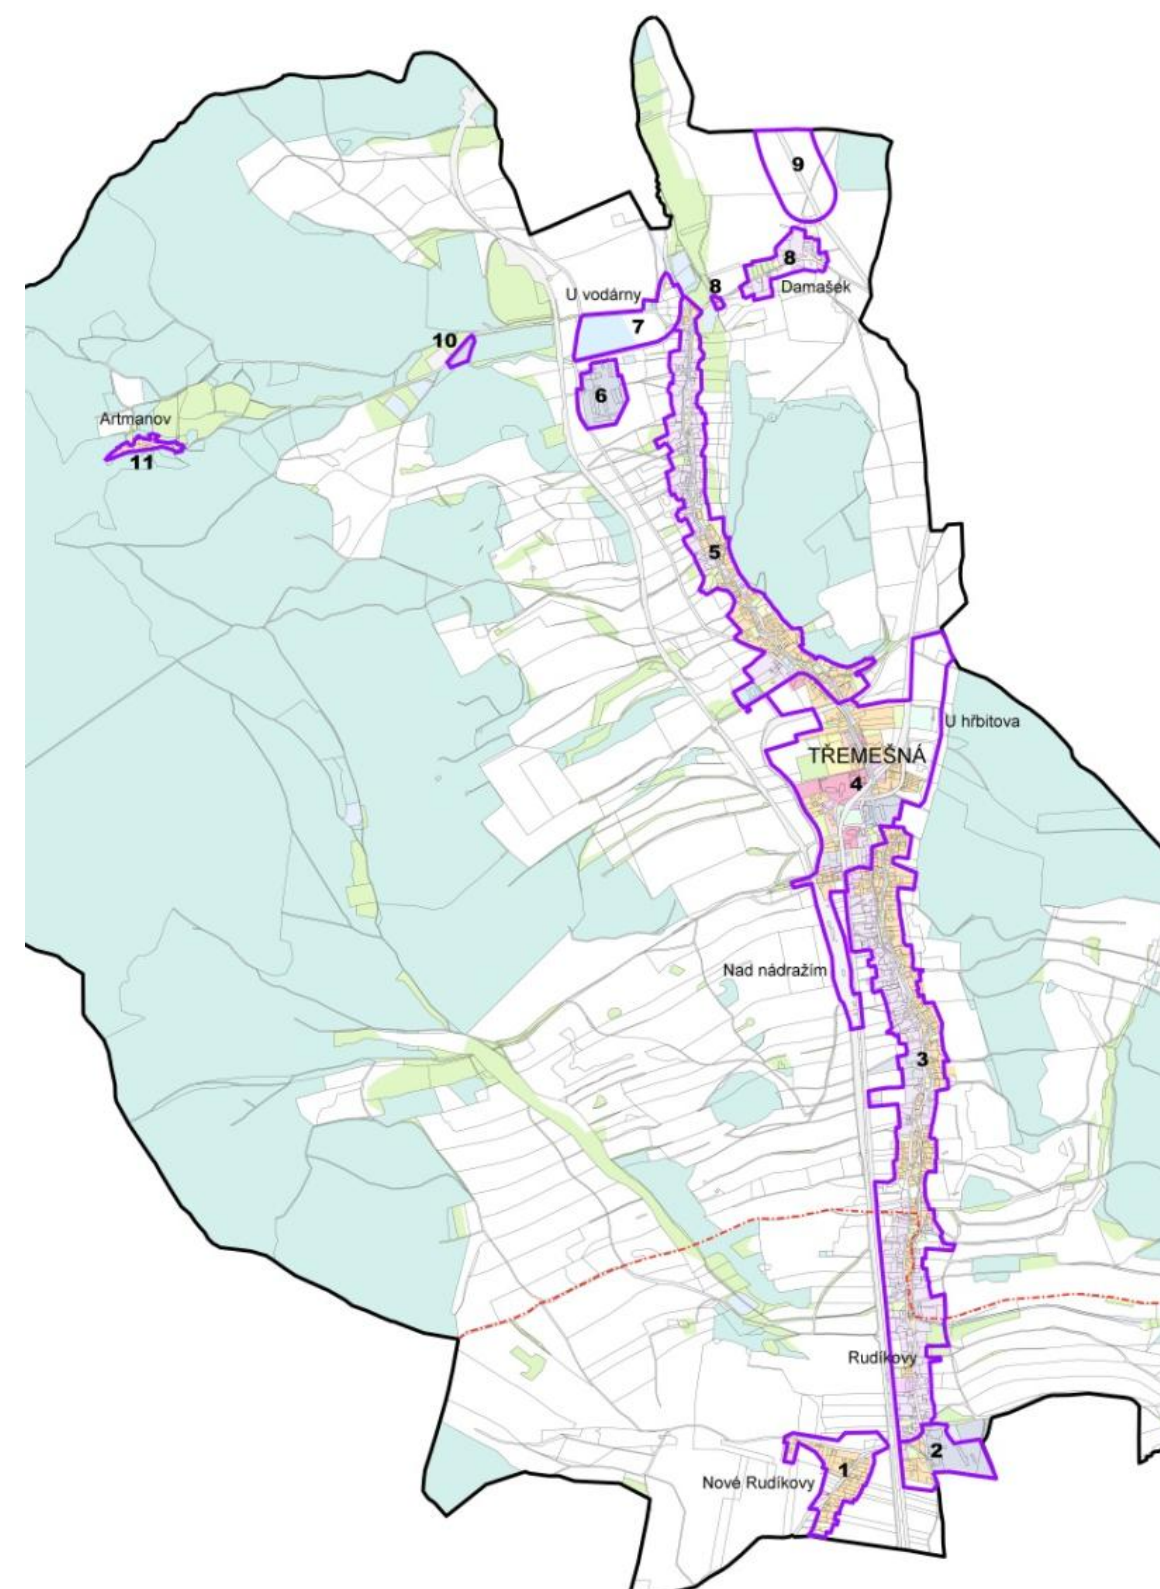 9
8
Damašek
8
U vodárny
7
10
6
Artmanov
11
5
U hřbitova
TŘEMEŠNÁ
4
Nad nádražím
3
Rudíkovy
2
1
Nové Rudíkovy